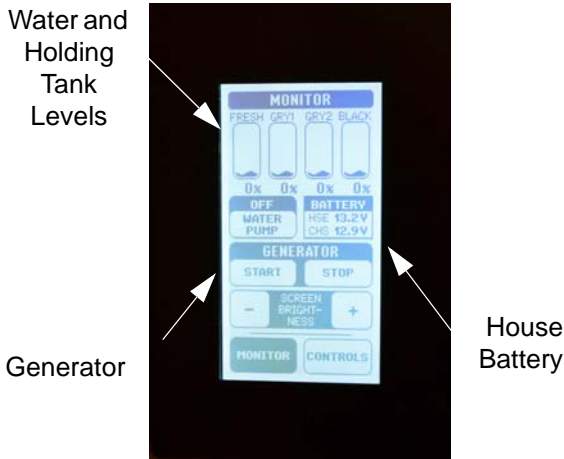 Water and
Holding
Tank
Levels
MONITOR
FRESH GRY1 GRY2 BLACK
0% 0% 0% 0%
OFF
WATER
PUMP
BATTERY
HSE 13.2V
CHS 12.9V
GENERATOR
START STOP
- SCREEN
BRIGHT-
NESS +
MONITOR CONTROLS
Generator
House
Battery